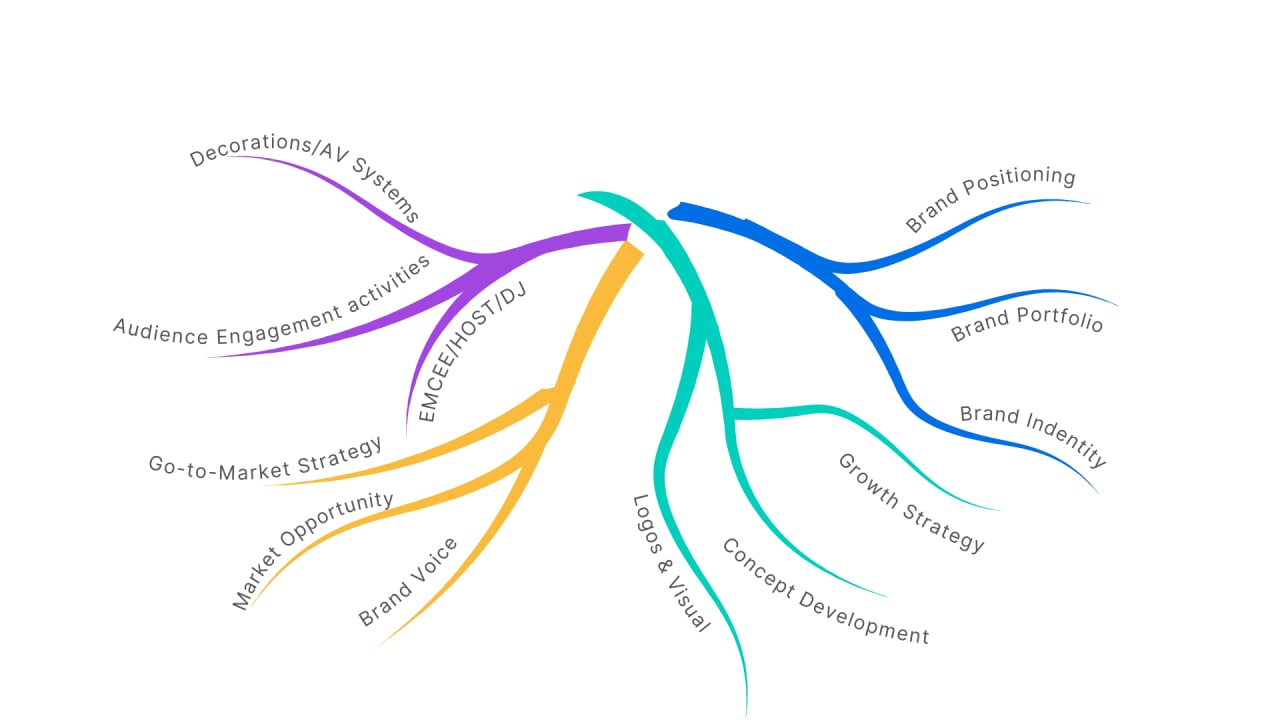 Decorations/AV Systems
Audience Engagement activities
EMCEE/HOST/DJ
Go-to-Market Strategy
Market Opportunity
Brand Voice
Logos & Visual
Concept Development
Growth Strategy
Brand Indentity
Brand Portfolio
Brand Positioning